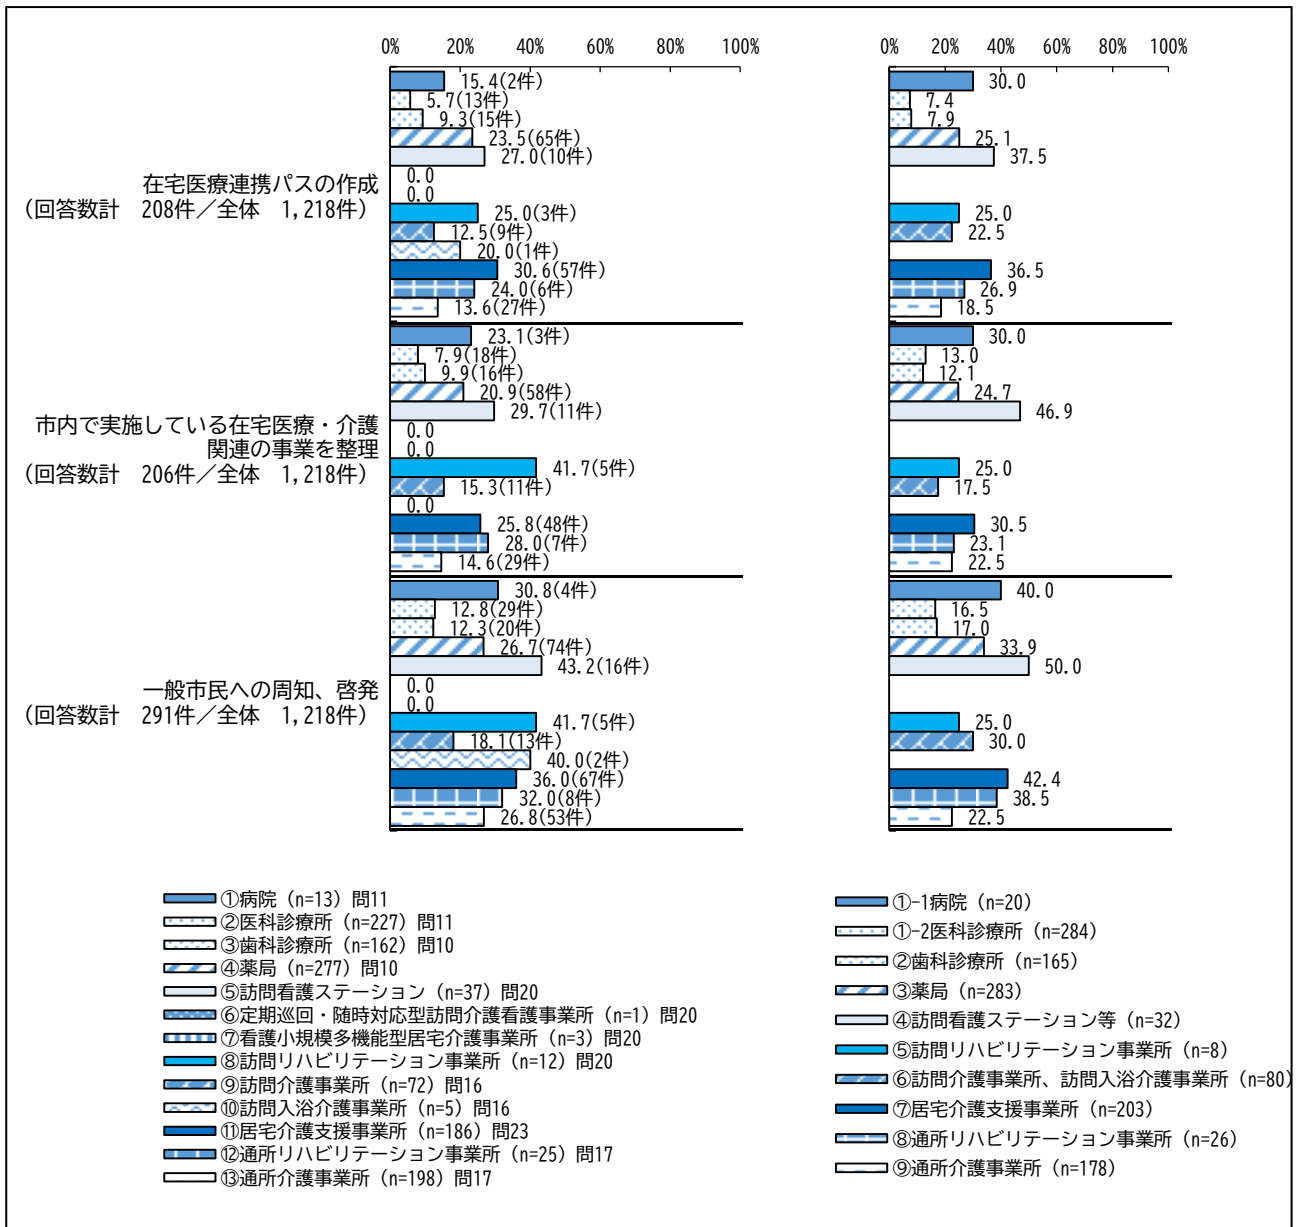 0% 20% 40% 60% 80% 100%
15.4(2件)
5.7(13件)
9.3(15件)
23.5(65件)
27.0(10件)
0.0
0.0
25.0(3件)
12.5(9件)
20.0(1件)
30.6(57件)
24.0(6件)
13.6(27件)
在宅医療連携パスの作成
（回答数計　208件／全体　1,218件）
23.1(3件)
7.9(18件)
9.9(16件)
20.9(58件)
29.7(11件)
0.0
0.0
41.7(5件)
15.3(11件)
0.0
25.8(48件)
28.0(7件)
14.6(29件)
市内で実施している在宅医療・介護
関連の事業を整理
（回答数計　206件／全体　1,218件）
30.8(4件)
12.8(29件)
12.3(20件)
26.7(74件)
43.2(16件)
0.0
0.0
41.7(5件)
18.1(13件)
40.0(2件)
36.0(67件)
32.0(8件)
26.8(53件)
一般市民への周知、啓発
（回答数計　291件／全体　1,218件）
0% 20% 40% 60% 80% 100%
30.0
7.4
7.9
25.1
37.5
25.0
22.5
36.5
26.9
18.5
30.0
13.0
12.1
24.7
46.9
25.0
17.5
30.5
23.1
22.5
40.0
16.5
17.0
33.9
50.0
25.0
30.0
42.4
38.5
22.5
①病院（n=13）問11
②医科診療所（n=227）問11
③歯科診療所（n=162）問10
④薬局（n=277）問10
⑤訪問看護ステーション（n=37）問20
⑥定期巡回・随時対応型訪問介護看護事業所（n=1）問20
⑦看護小規模多機能型居宅介護事業所（n=3）問20
⑧訪問リハビリテーション事業所（n=12）問20
⑨訪問介護事業所（n=72）問16
⑩訪問入浴介護事業所（n=5）問16
⑪居宅介護支援事業所（n=186）問23
⑫通所リハビリテーション事業所（n=25）問17
⑬通所介護事業所（n=198）問17
①-1病院（n=20）
①-2医科診療所（n=284）
②歯科診療所（n=165）
③薬局（n=283）
④訪問看護ステーション等（n=32）
⑤訪問リハビリテーション事業所（n=8）
⑥訪問介護事業所、訪問入浴介護事業所（n=80）
⑦居宅介護支援事業所（n=203）
⑧通所リハビリテーション事業所（n=26）
⑨通所介護事業所（n=178）